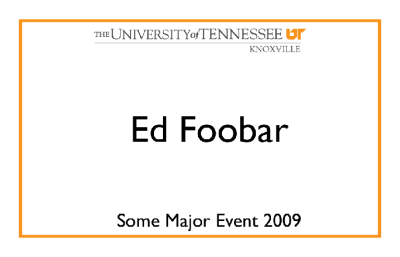 THE UNIVERSITY of TENNESSEE UT
KNOXVILLE
Ed Foobar
Some Major Event 2009